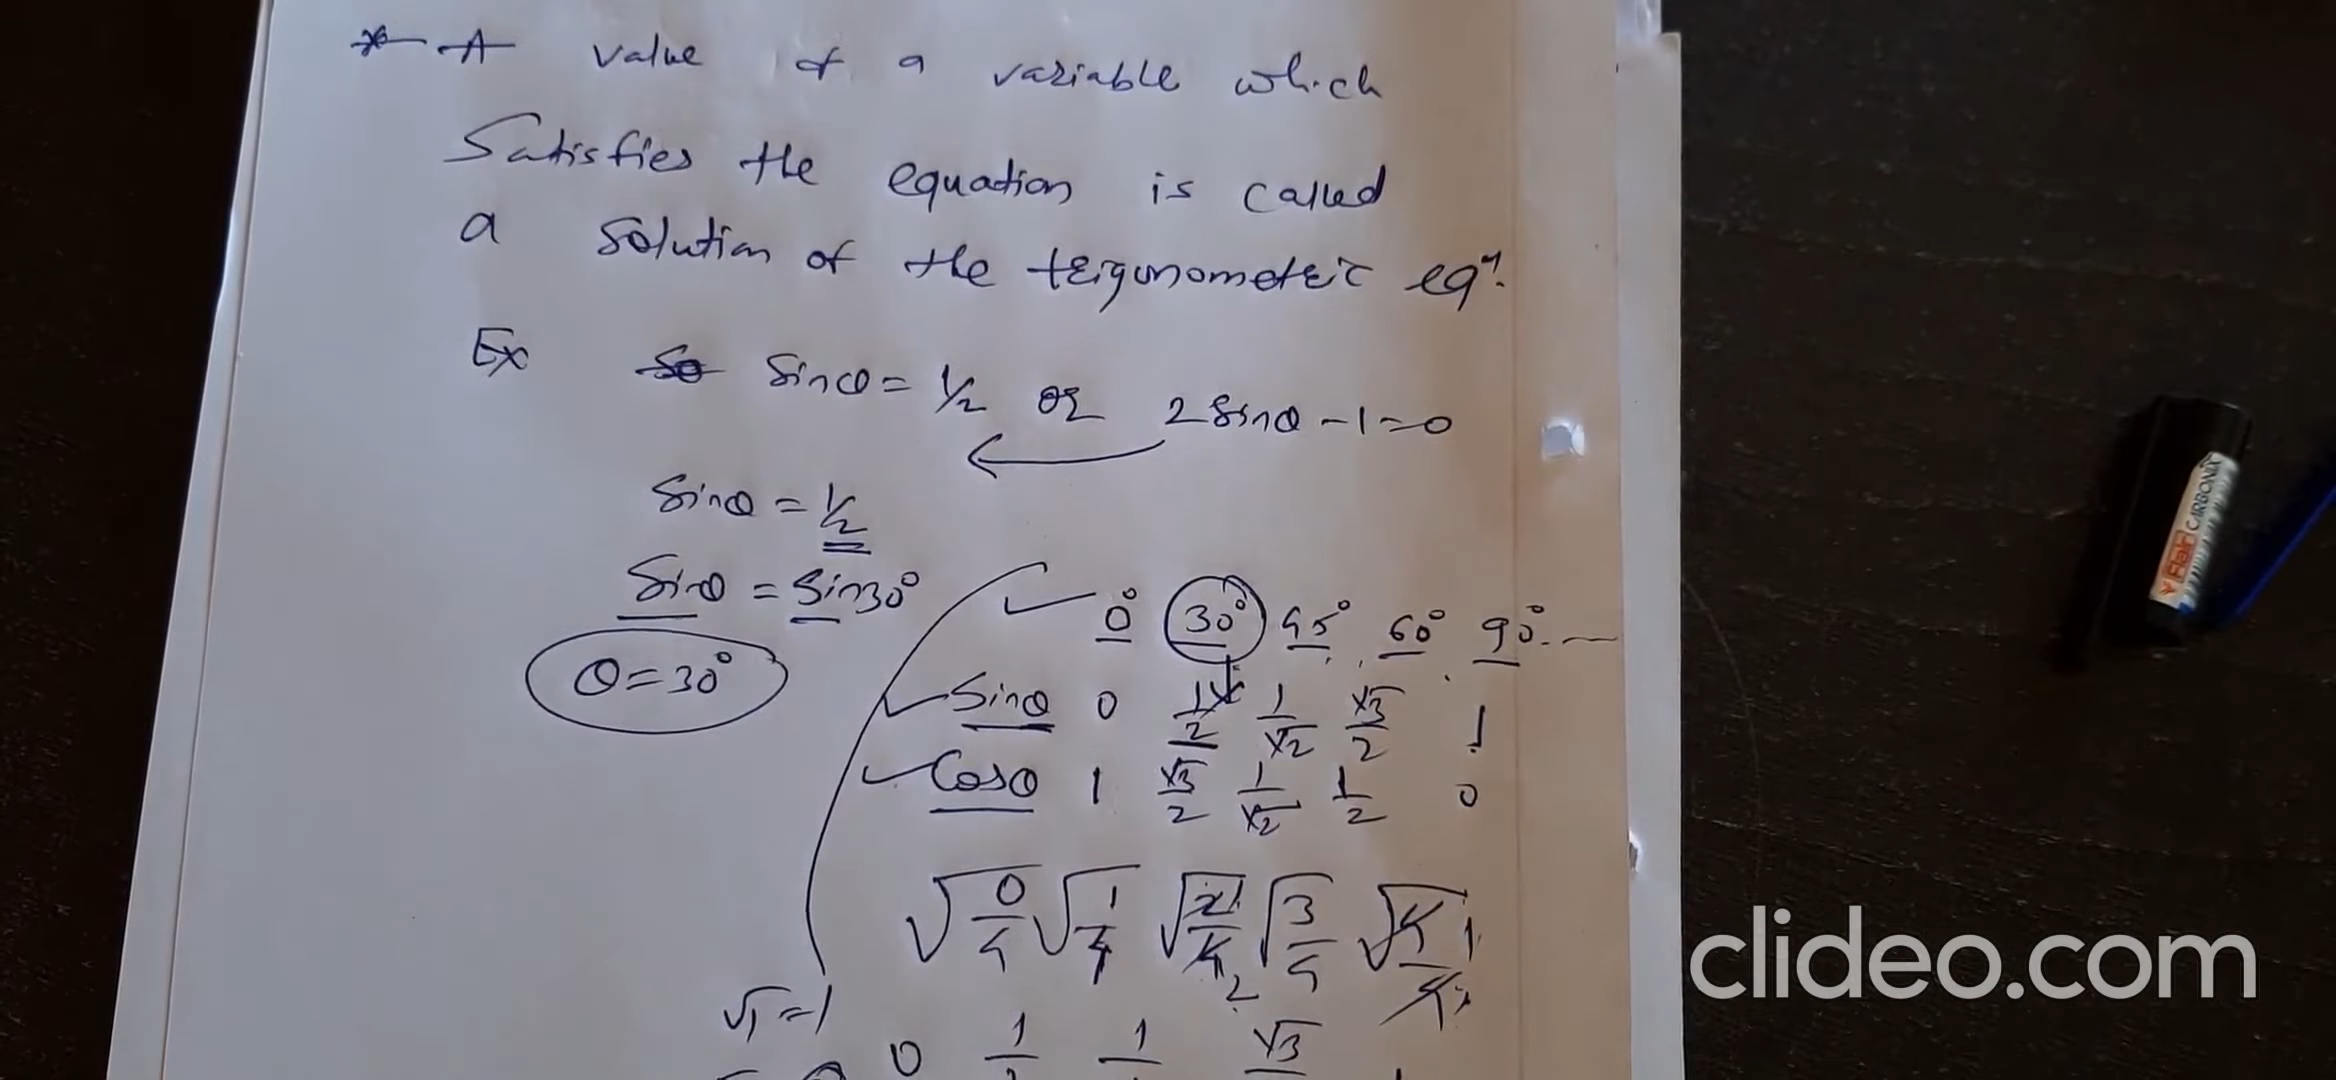 * A value of a variable which
Satisfies the equation is called
a solution of the trigonometric eqn.
Ex Sinθ = 1/2 or 2Sinθ - 1 = 0
Sinθ = 1/2
Sinθ = Sin30°
θ = 30°
0° 30° 45° 60° 90°
Sinθ 0 1/2 1/√2 √3/2 1
Cosθ 1 √3/2 1/√2 1/2 0
√0/4 √1/4 √2/4 √3/4 √4/4
√1 = 1
0 1 1 √3
Flair CARBONIX
clideo.com